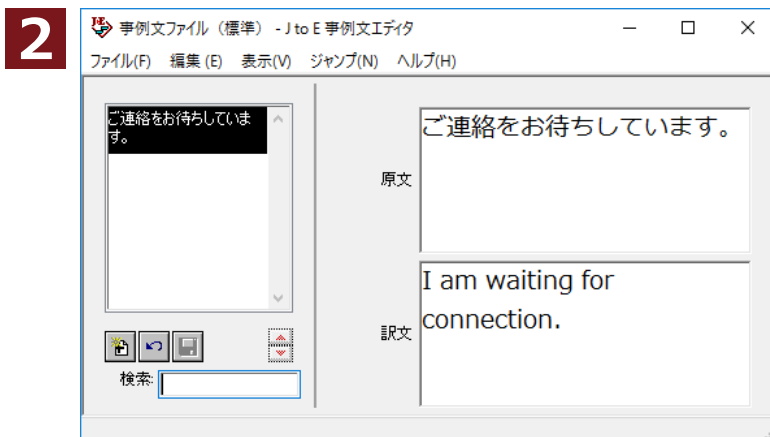 2
事例文ファイル（標準） - J to E 事例文エディタ
ファイル(F) 編集(E) 表示(V) ジャンプ(N) ヘルプ(H)
ご連絡をお待ちしていま
す。
原文
ご連絡をお待ちしています。
訳文
I am waiting for
connection.
検索: